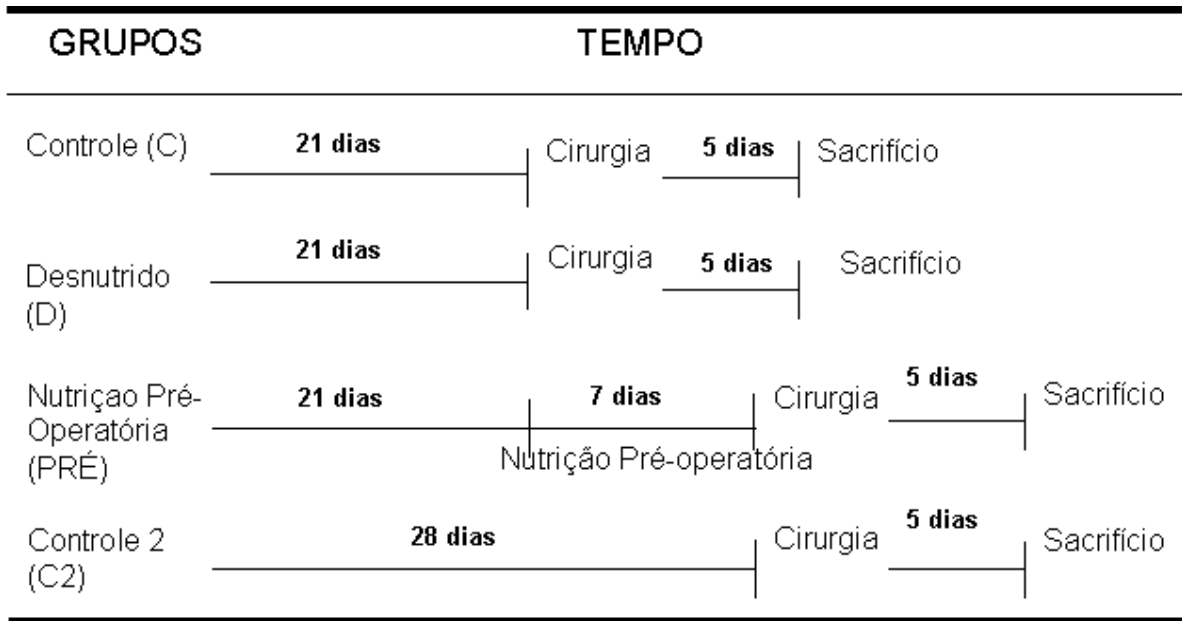 GRUPOS TEMPO
Controle (C) 21 dias Cirurgia 5 dias Sacrifício
Desnutrido
(D) 21 dias Cirurgia 5 dias Sacrifício
Nutriçao Pré-
Operatória
(PRÉ) 21 dias 7 dias Cirurgia 5 dias Sacrifício
Nutrição Pré-operatória
Controle 2
(C2) 28 dias Cirurgia 5 dias Sacrifício